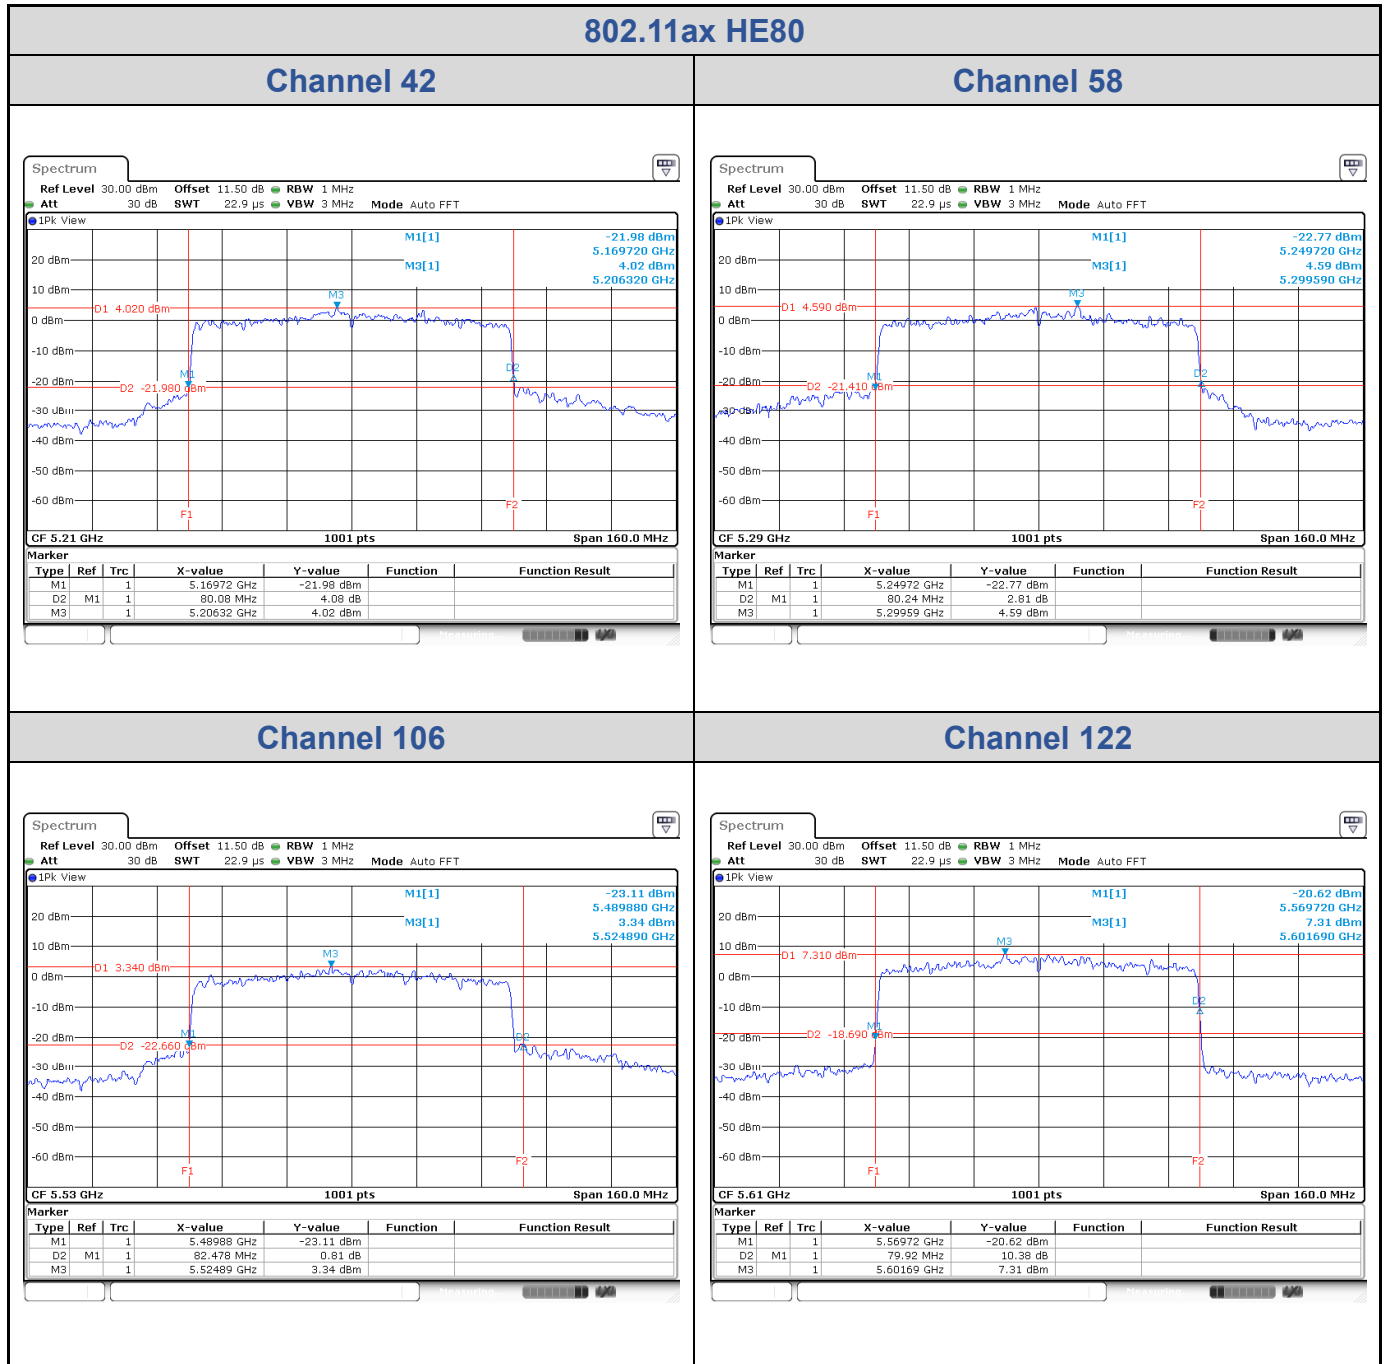 802.11ax HE80
Channel 42
Spectrum
Ref Level 30.00 dBm Offset 11.50 dB RBW 1 MHz
Att 30 dB SWT 22.9 µs VBW 3 MHz Mode Auto FFT
1Pk View
M1[1] -21.98 dBm
5.169720 GHz
M3[1] 4.02 dBm
5.206320 GHz
20 dBm
10 dBm
M3
D1 4.020 dBm
0 dBm
-10 dBm
M1
D2
-20 dBm
D2 -21.980 dBm
-30 dBm
-40 dBm
-50 dBm
-60 dBm
F1
F2
CF 5.21 GHz 1001 pts Span 160.0 MHz
Marker
Type Ref Trc X-value Y-value Function Function Result
M1 1 5.16972 GHz -21.98 dBm
D2 M1 1 80.08 MHz 4.08 dB
M3 1 5.20632 GHz 4.02 dBm
Measuring...
Channel 58
Spectrum
Ref Level 30.00 dBm Offset 11.50 dB RBW 1 MHz
Att 30 dB SWT 22.9 µs VBW 3 MHz Mode Auto FFT
1Pk View
M1[1] -22.77 dBm
5.249720 GHz
M3[1] 4.59 dBm
5.299590 GHz
20 dBm
10 dBm
M3
D1 4.590 dBm
0 dBm
-10 dBm
M1
D2
-20 dBm
D2 -21.410 dBm
-30 dBm
-40 dBm
-50 dBm
-60 dBm
F1
F2
CF 5.29 GHz 1001 pts Span 160.0 MHz
Marker
Type Ref Trc X-value Y-value Function Function Result
M1 1 5.24972 GHz -22.77 dBm
D2 M1 1 80.24 MHz 2.81 dB
M3 1 5.29959 GHz 4.59 dBm
Measuring...
Channel 106
Spectrum
Ref Level 30.00 dBm Offset 11.50 dB RBW 1 MHz
Att 30 dB SWT 22.9 µs VBW 3 MHz Mode Auto FFT
1Pk View
M1[1] -23.11 dBm
5.489880 GHz
M3[1] 3.34 dBm
5.524890 GHz
20 dBm
10 dBm
M3
D1 3.340 dBm
0 dBm
-10 dBm
M1
D2
-20 dBm
D2 -22.660 dBm
-30 dBm
-40 dBm
-50 dBm
-60 dBm
F1
F2
CF 5.53 GHz 1001 pts Span 160.0 MHz
Marker
Type Ref Trc X-value Y-value Function Function Result
M1 1 5.48988 GHz -23.11 dBm
D2 M1 1 82.478 MHz 0.81 dB
M3 1 5.52489 GHz 3.34 dBm
Measuring...
Channel 122
Spectrum
Ref Level 30.00 dBm Offset 11.50 dB RBW 1 MHz
Att 30 dB SWT 22.9 µs VBW 3 MHz Mode Auto FFT
1Pk View
M1[1] -20.62 dBm
5.569720 GHz
M3[1] 7.31 dBm
5.601690 GHz
20 dBm
10 dBm
M3
D1 7.310 dBm
0 dBm
-10 dBm
D2
M1
-20 dBm
D2 -18.690 dBm
-30 dBm
-40 dBm
-50 dBm
-60 dBm
F1
F2
CF 5.61 GHz 1001 pts Span 160.0 MHz
Marker
Type Ref Trc X-value Y-value Function Function Result
M1 1 5.56972 GHz -20.62 dBm
D2 M1 1 79.92 MHz 10.38 dB
M3 1 5.60169 GHz 7.31 dBm
Measuring...